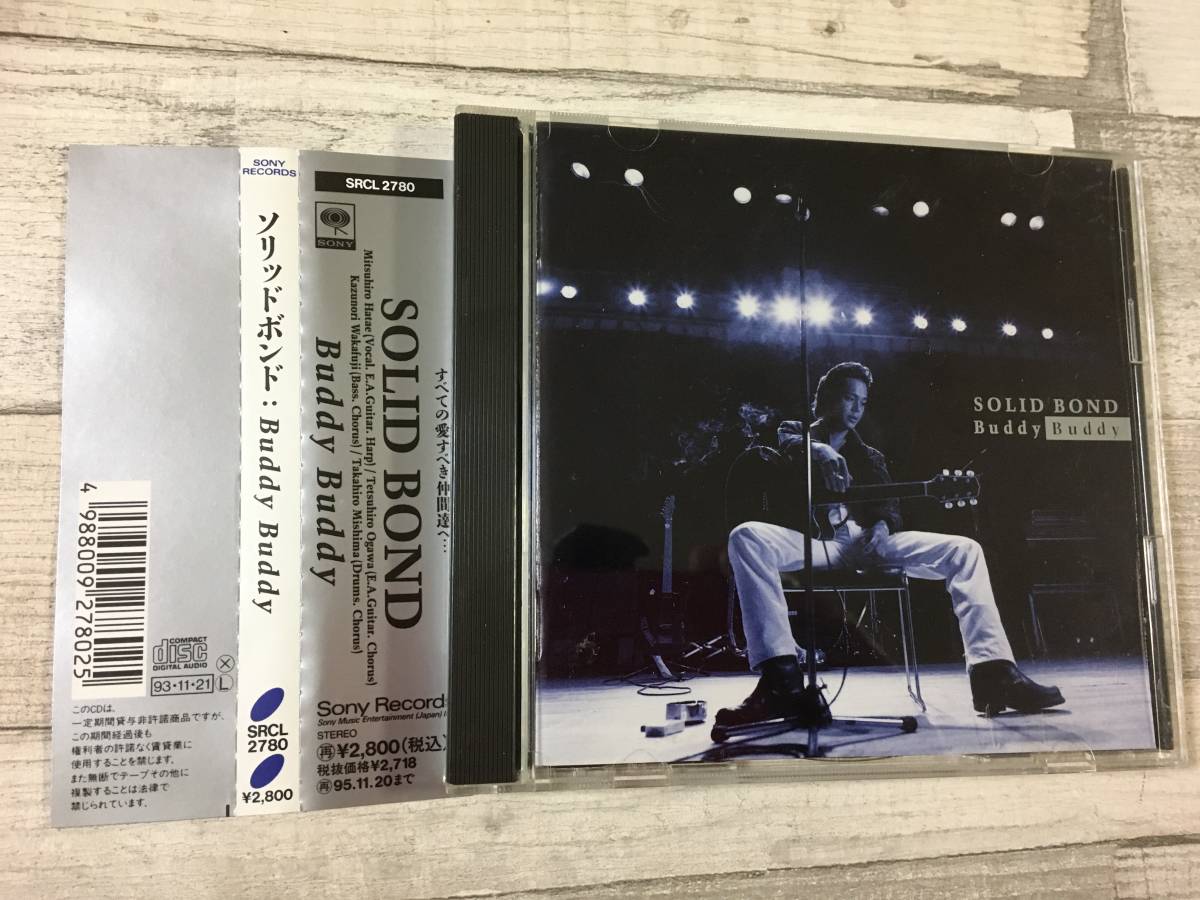 4 988009 278025
COMPACT
disc
DIGITAL AUDIO
93・11・21
X
L
このCDは、
一定期間貸与非許諾商品ですが、
この期間経過後も
権利者の許諾なく賃貸業に
使用することを禁じます。
また無断でテープその他に
複製することは法律で
禁じられています。
SONY
RECORDS
ソリッドボンド：Buddy Buddy
SRCL
2780
¥2,800
SRCL 2780
SONY
すべての愛すべき仲間達へ…
SOLID BOND
Mitsuhiro Hatae (Vocal. E.A.Guitar. Harp) / Tetsuhiro Ogawa (E.A.Guitar. Chorus)
Kazunori Wakafuji (Bass. Chorus) / Takahiro Mishima (Drums. Chorus)
Buddy Buddy
Sony Record
Sony Music Entertainment (Japan)
STEREO
再¥2,800(税込)
税抜価格¥2,718
再95.11.20まで
SOLID BOND
Buddy Buddy